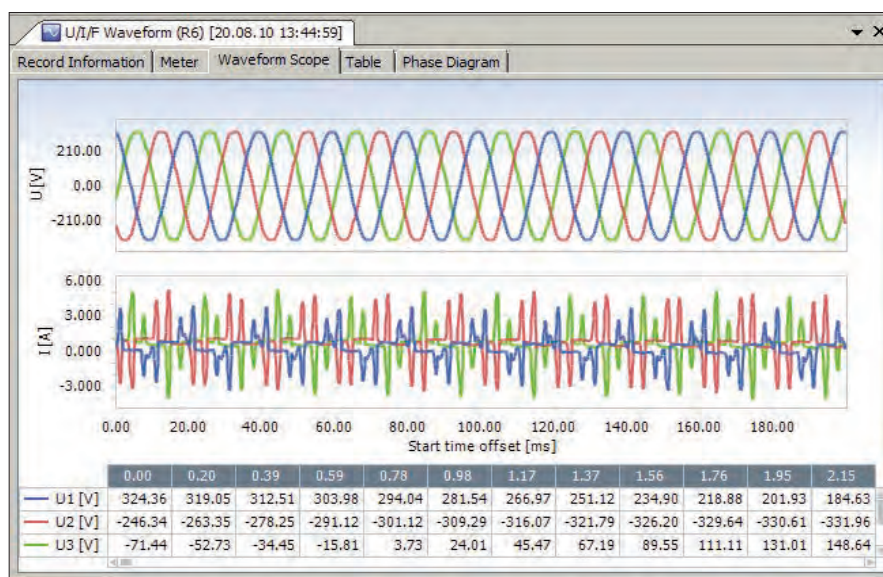 U/I/F Waveform (R6) [20.08.10 13:44:59]
Record Information | Meter | Waveform Scope | Table | Phase Diagram |
210.00
0.00
-210.00
U [V]
6.000
3.000
0.000
-3.000
I [A]
0.00 20.00 40.00 60.00 80.00 100.00 120.00 140.00 160.00 180.00
Start time offset [ms]
0.00 0.20 0.39 0.59 0.78 0.98 1.17 1.37 1.56 1.76 1.95 2.15
U1 [V] 324.36 319.05 312.51 303.98 294.04 281.54 266.97 251.12 234.90 218.88 201.93 184.63
U2 [V] -246.34 -263.35 -278.25 -291.12 -301.12 -309.29 -316.07 -321.79 -326.20 -329.64 -330.61 -331.96
U3 [V] -71.44 -52.73 -34.45 -15.81 3.73 24.01 45.47 67.19 89.55 111.11 131.01 148.64